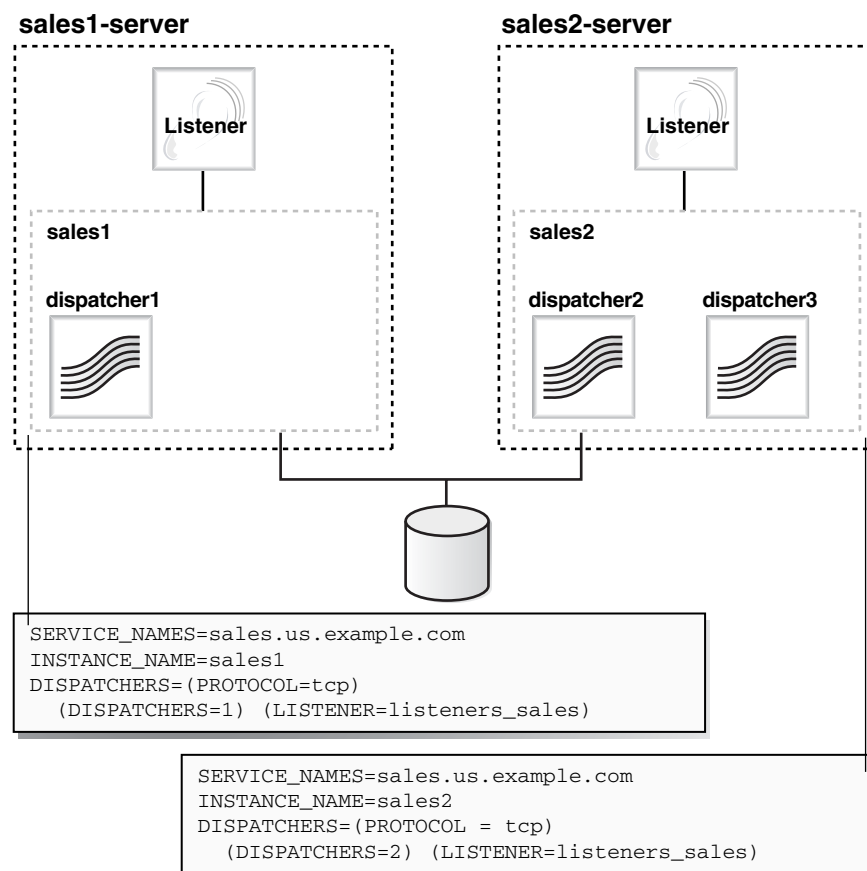 sales1-server
sales2-server
Listener
Listener
sales1
sales2
dispatcher1
dispatcher2
dispatcher3
SERVICE_NAMES=sales.us.example.com
INSTANCE_NAME=sales1
DISPATCHERS=(PROTOCOL=tcp)
(DISPATCHERS=1) (LISTENER=listeners_sales)
SERVICE_NAMES=sales.us.example.com
INSTANCE_NAME=sales2
DISPATCHERS=(PROTOCOL = tcp)
(DISPATCHERS=2) (LISTENER=listeners_sales)